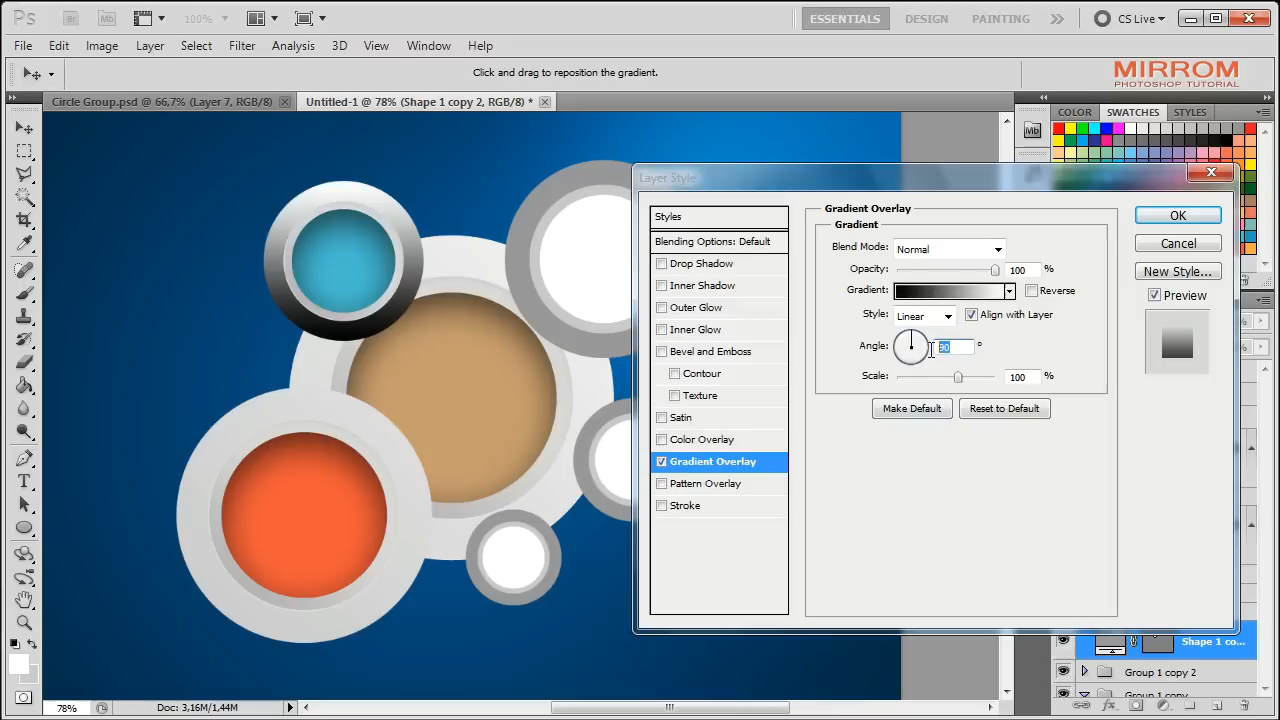 Ps Br Mb 100% ESSENTIALS DESIGN PAINTING CS Live
File Edit Image Layer Select Filter Analysis 3D View Window Help
Click and drag to reposition the gradient.
MIRROM
PHOTOSHOP TUTORIAL
Circle Group.psd @ 66,7% (Layer 7, RGB/8) Untitled-1 @ 78% (Shape 1 copy 2, RGB/8) *
COLOR SWATCHES STYLES
Mb
Layer Style
Styles
Blending Options: Default
Drop Shadow
Inner Shadow
Outer Glow
Inner Glow
Bevel and Emboss
Contour
Texture
Satin
Color Overlay
Gradient Overlay
Pattern Overlay
Stroke
Gradient Overlay
Gradient
Blend Mode: Normal
Opacity: 100 %
Gradient: Reverse
Style: Linear Align with Layer
Angle: 90 °
Scale: 100 %
Make Default Reset to Default
OK
Cancel
New Style...
Preview
Shape 1 co...
Group 1 copy 2
Group 1 copy
78% Doc: 3,16M/1,44M